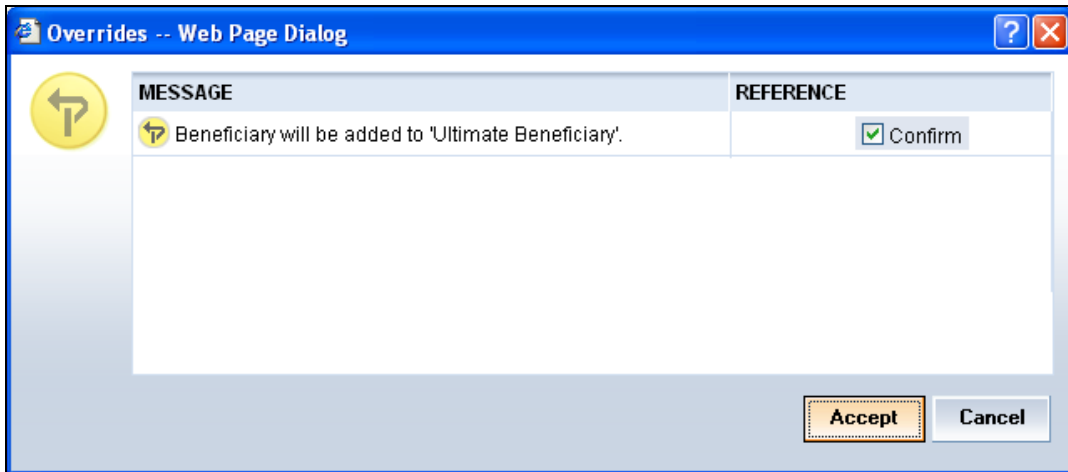 Overrides -- Web Page Dialog
MESSAGE REFERENCE
Beneficiary will be added to 'Ultimate Beneficiary'. Confirm
Accept Cancel